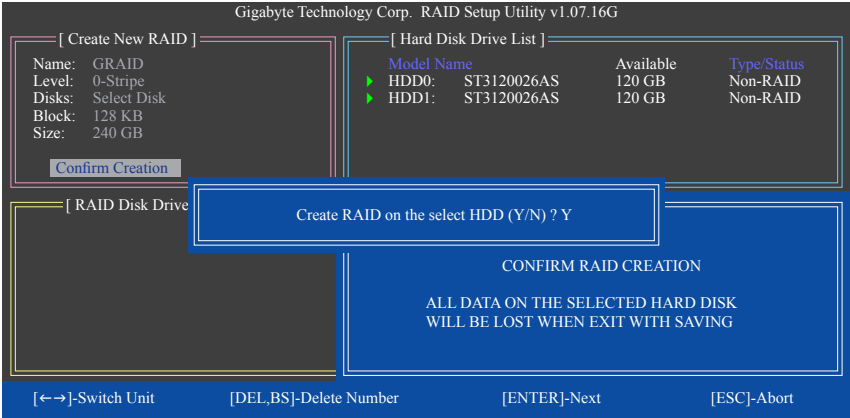 Gigabyte Technology Corp. RAID Setup Utility v1.07.16G
[ Create New RAID ]
Name: GRAID
Level: 0-Stripe
Disks: Select Disk
Block: 128 KB
Size: 240 GB
Confirm Creation
[ Hard Disk Drive List ]
Model Name Available Type/Status
HDD0: ST3120026AS 120 GB Non-RAID
HDD1: ST3120026AS 120 GB Non-RAID
[ RAID Disk Drive
Create RAID on the select HDD (Y/N) ? Y
CONFIRM RAID CREATION
ALL DATA ON THE SELECTED HARD DISK
WILL BE LOST WHEN EXIT WITH SAVING
[←→]-Switch Unit [DEL,BS]-Delete Number [ENTER]-Next [ESC]-Abort